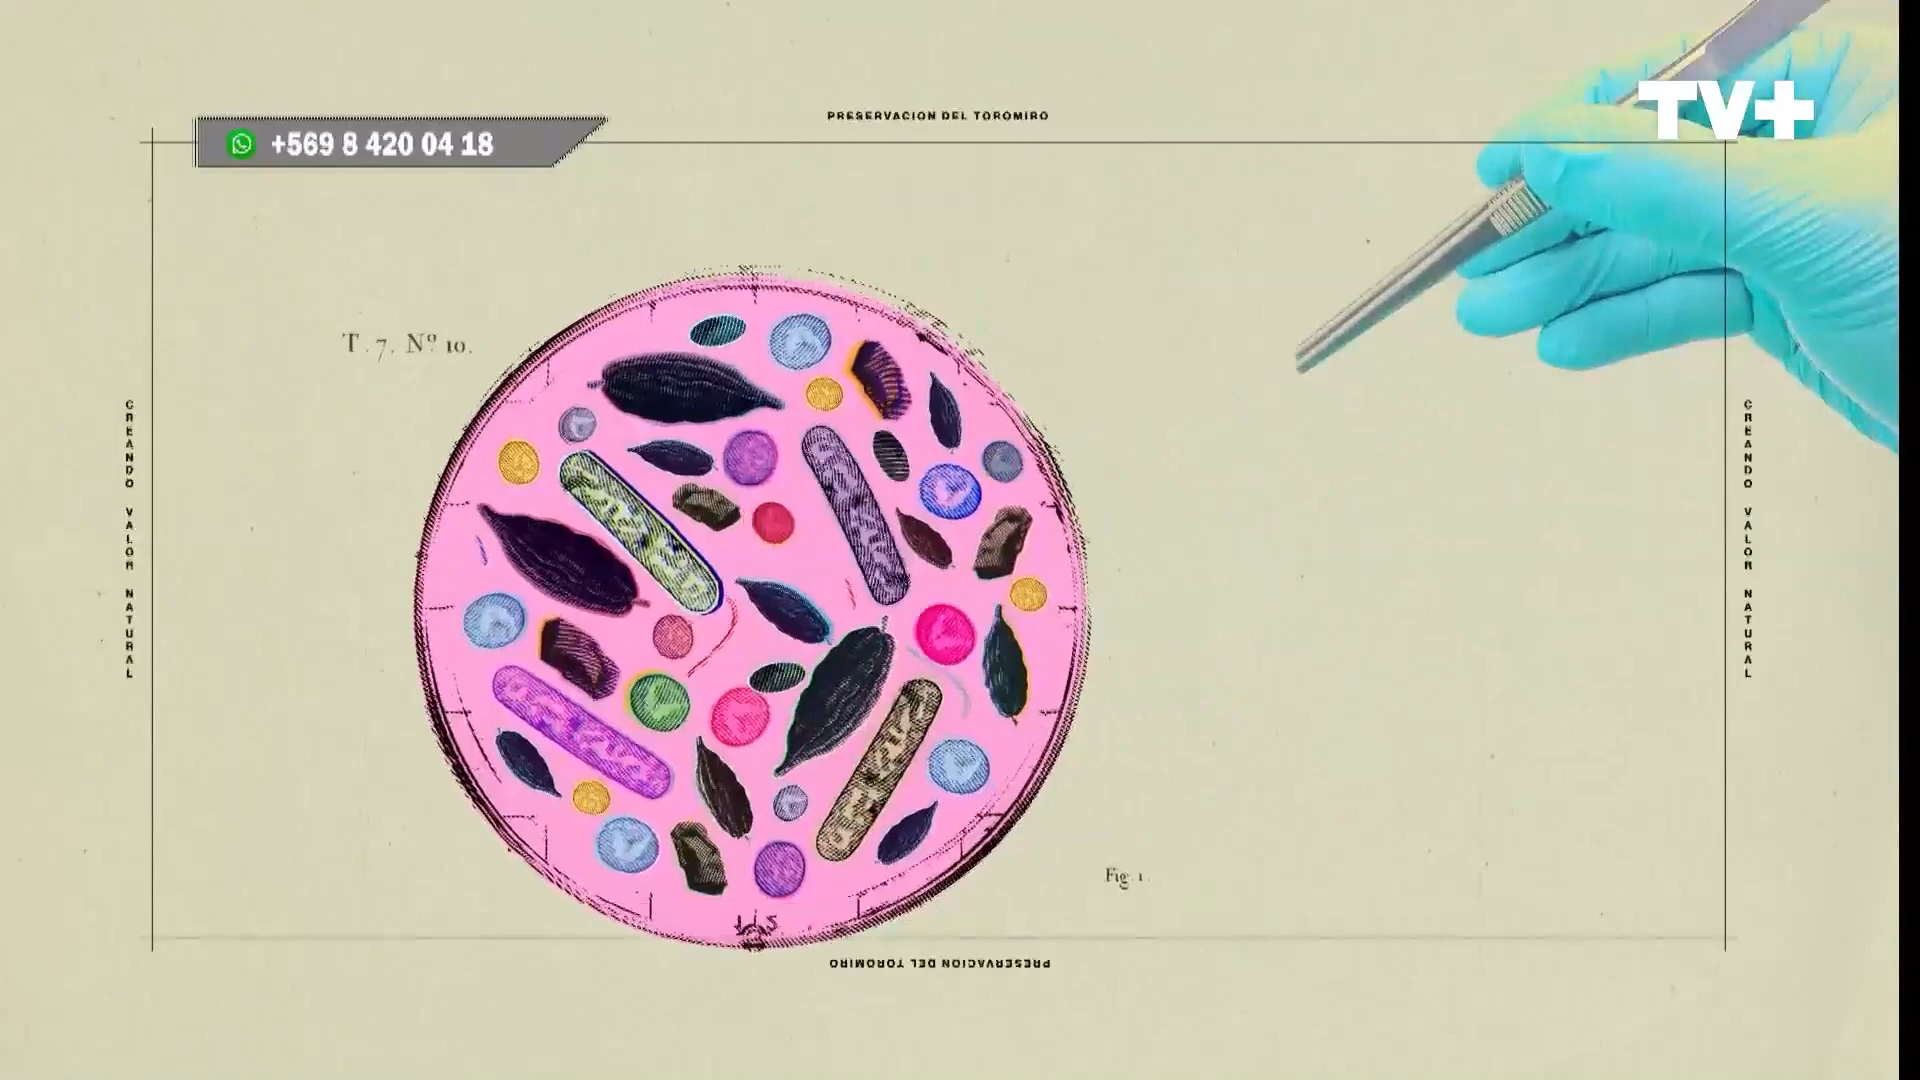 PRESERVACION DEL TOROMIRO
+569 8 420 04 18
TV+
T. 7. Nº 10.
CREANDO VALOR NATURAL
CREANDO VALOR NATURAL
Fig. 1.
PRESERVACION DEL TOROMIRO